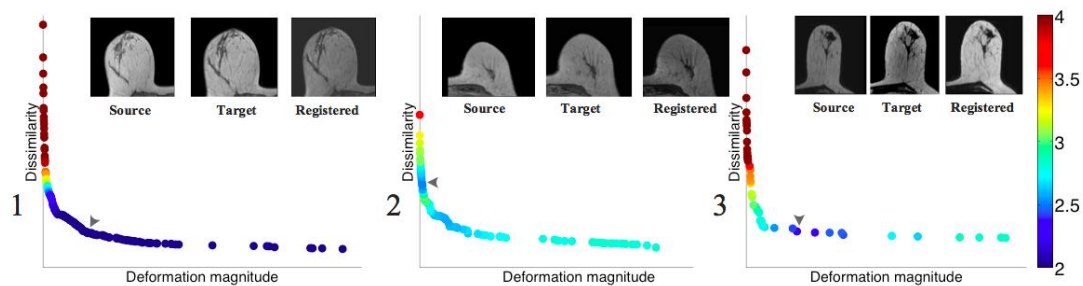 1
Dissimilarity
Deformation magnitude
Source Target Registered
2
Dissimilarity
Deformation magnitude
Source Target Registered
3
Dissimilarity
Deformation magnitude
Source Target Registered
4
3.5
3
2.5
2